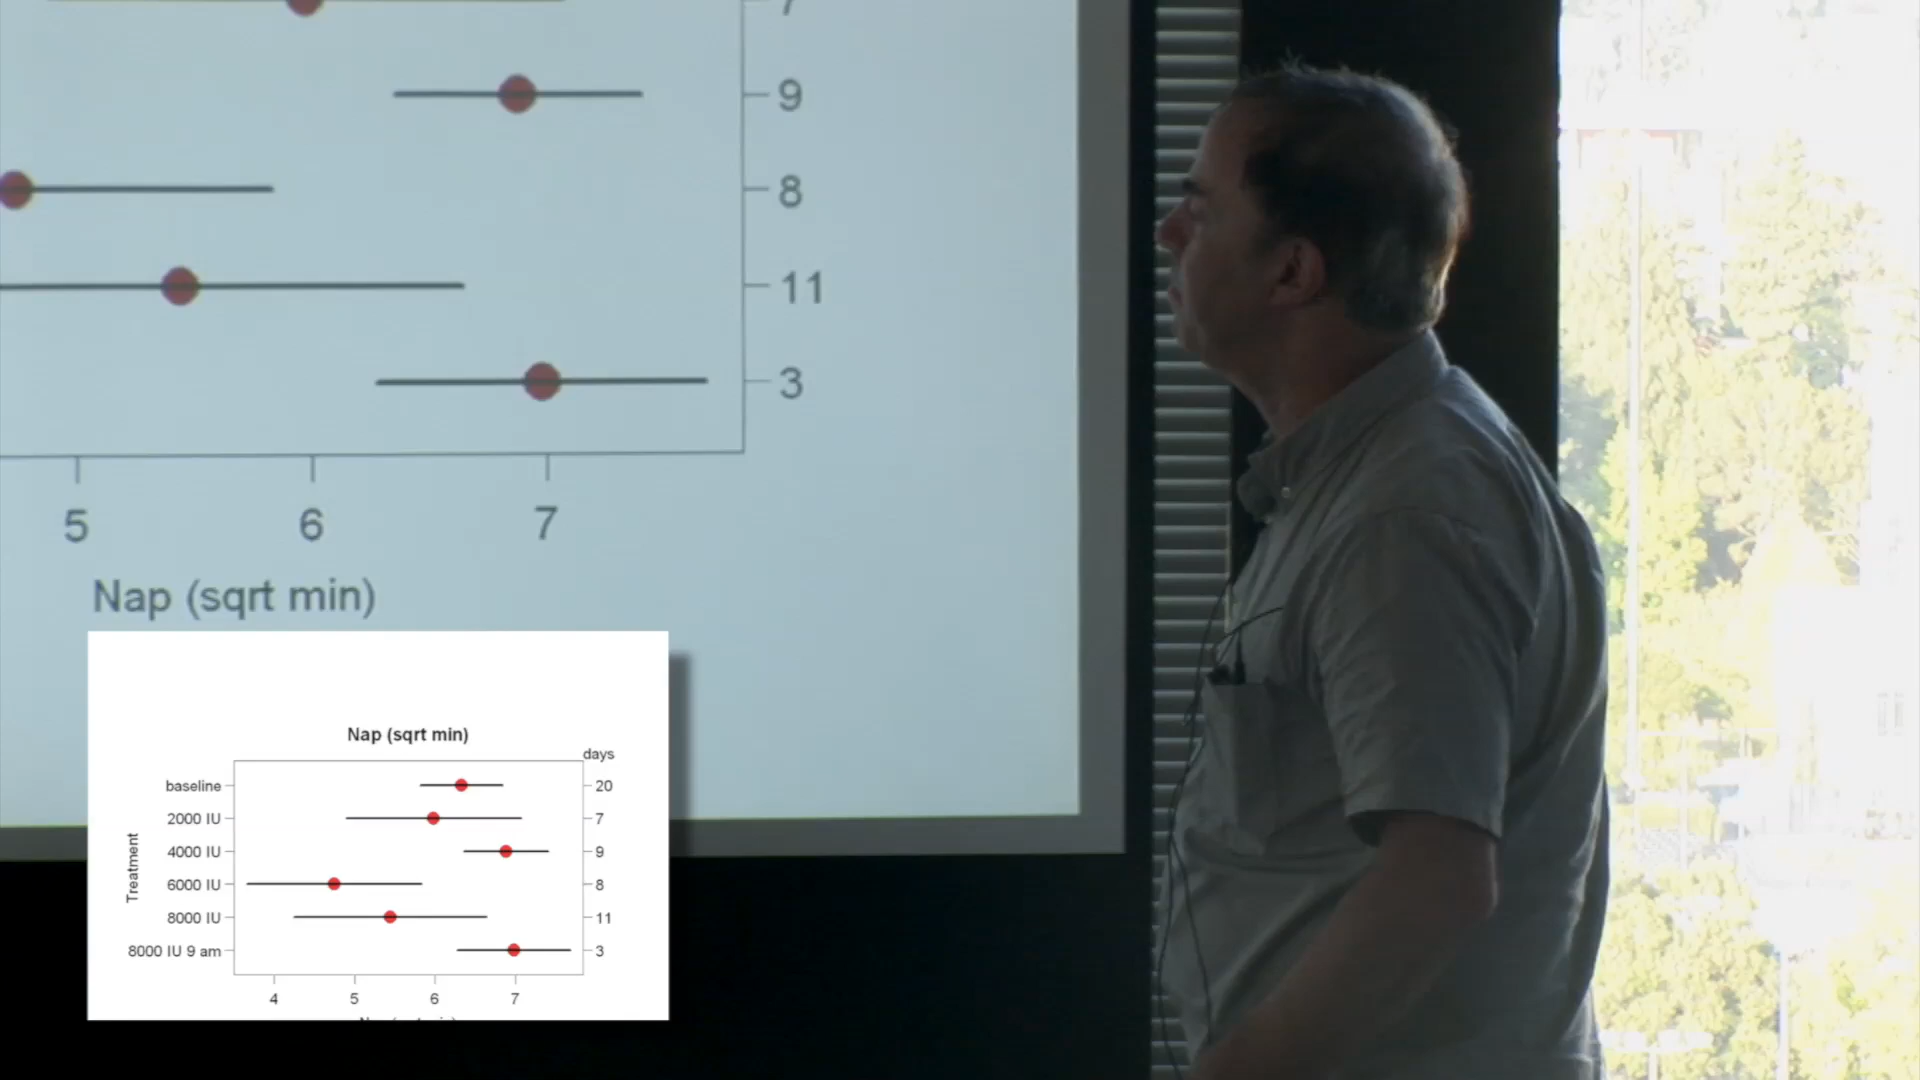 7
9
8
11
3
5 6 7
Nap (sqrt min)
Nap (sqrt min)
days
baseline 20
2000 IU 7
4000 IU 9
6000 IU 8
8000 IU 11
8000 IU 9 am 3
Treatment
4 5 6 7